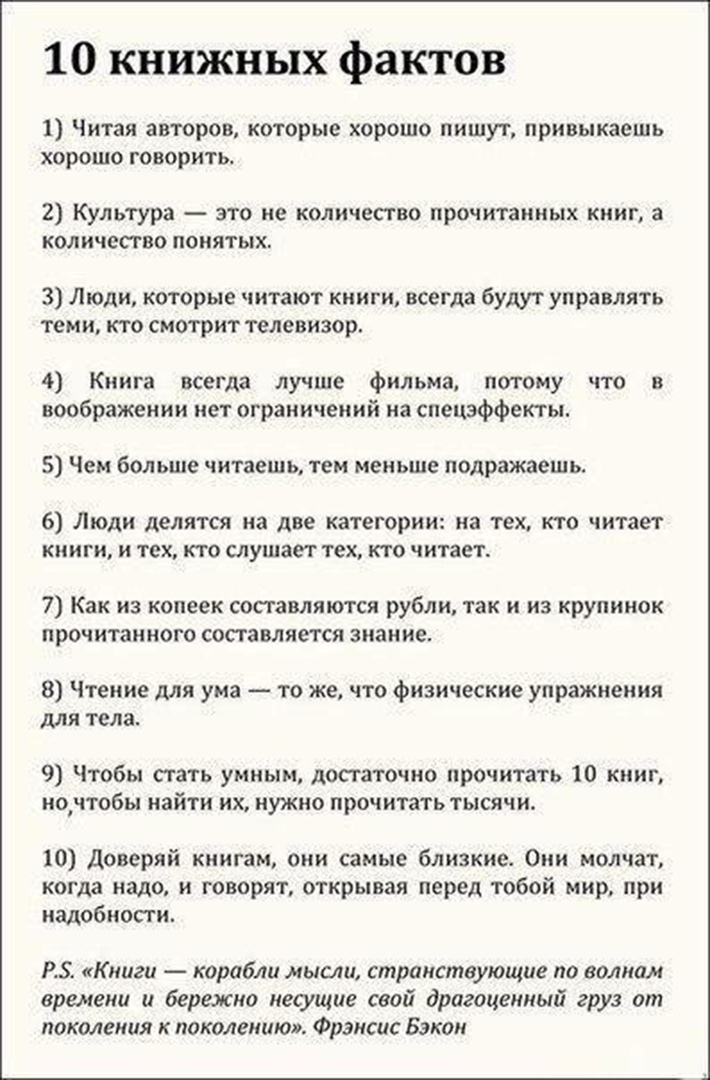 10 книжных фактов
1) Читая авторов, которые хорошо пишут, привыкаешь
хорошо говорить.
2) Культура — это не количество прочитанных книг, а
количество понятых.
3) Люди, которые читают книги, всегда будут управлять
теми, кто смотрит телевизор.
4) Книга всегда лучше фильма, потому что в
воображении нет ограничений на спецэффекты.
5) Чем больше читаешь, тем меньше подражаешь.
6) Люди делятся на две категории: на тех, кто читает
книги, и тех, кто слушает тех, кто читает.
7) Как из копеек составляются рубли, так и из крупинок
прочитанного составляется знание.
8) Чтение для ума — то же, что физические упражнения
для тела.
9) Чтобы стать умным, достаточно прочитать 10 книг,
но,чтобы найти их, нужно прочитать тысячи.
10) Доверяй книгам, они самые близкие. Они молчат,
когда надо, и говорят, открывая перед тобой мир, при
надобности.
P.S. «Книги — корабли мысли, странствующие по волнам
времени и бережно несущие свой драгоценный груз от
поколения к поколению». Фрэнсис Бэкон